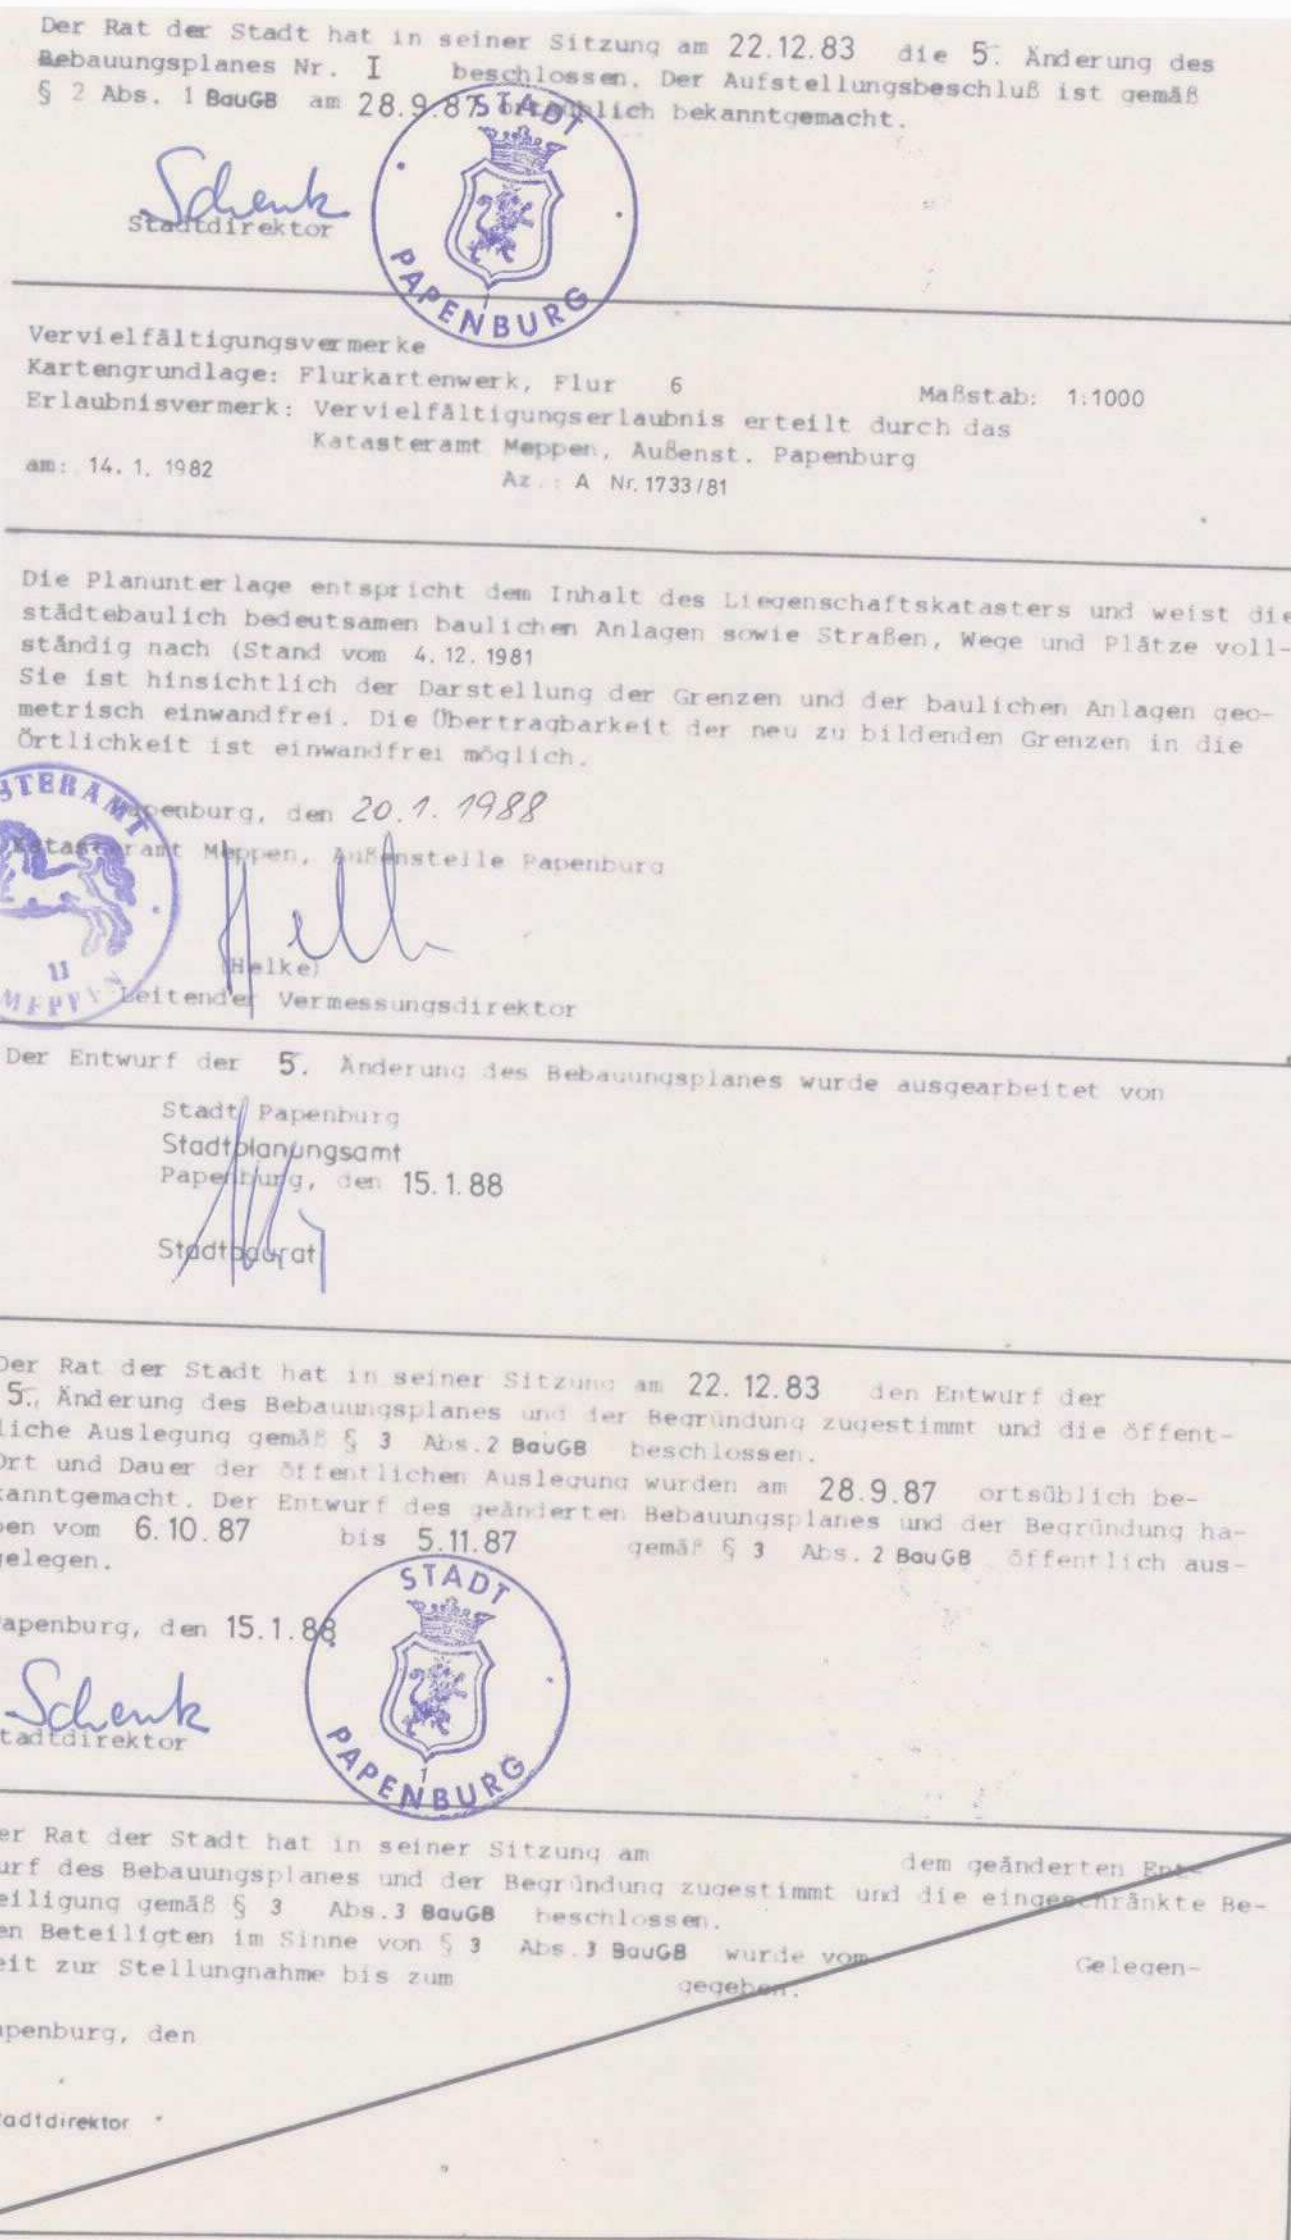 Der Rat der Stadt hat in seiner Sitzung am 22.12.83 die 5. Änderung des
Bebauungsplanes Nr. I beschlossen. Der Aufstellungsbeschluß ist gemäß
§ 2 Abs. 1 BauGB am 28.9.87 ortsüblich bekanntgemacht.
STADT
PAPENBURG
1
Schenk
Stadtdirektor
Vervielfältigungsvermerke
Kartengrundlage: Flurkartenwerk, Flur 6 Maßstab: 1:1000
Erlaubnisvermerk: Vervielfältigungserlaubnis erteilt durch das
Katasteramt Meppen, Außenst. Papenburg
am: 14. 1. 1982 Az.: A Nr. 1733/81
Die Planunterlage entspricht dem Inhalt des Liegenschaftskatasters und weist die
städtebaulich bedeutsamen baulichen Anlagen sowie Straßen, Wege und Plätze voll-
ständig nach (Stand vom 4. 12. 1981
Sie ist hinsichtlich der Darstellung der Grenzen und der baulichen Anlagen geo-
metrisch einwandfrei. Die Übertragbarkeit der neu zu bildenden Grenzen in die
Örtlichkeit ist einwandfrei möglich.
STERAMT
11
MEPPEN
Papenburg, den 20. 1. 1988
Katasteramt Meppen, Außenstelle Papenburg
(Helke)
Leitender Vermessungsdirektor
Der Entwurf der 5. Änderung des Bebauungsplanes wurde ausgearbeitet von
Stadt Papenburg
Stadtplanungsamt
Papenburg, den 15.1.88
Stadtbaurat
Der Rat der Stadt hat in seiner Sitzung am 22. 12. 83 den Entwurf der
5. Änderung des Bebauungsplanes und der Begründung zugestimmt und die öffent-
liche Auslegung gemäß § 3 Abs. 2 BauGB beschlossen.
Ort und Dauer der öffentlichen Auslegung wurden am 28.9.87 ortsüblich be-
kanntgemacht. Der Entwurf des geänderten Bebauungsplanes und der Begründung ha-
ben vom 6.10.87 bis 5.11.87 gemäß § 3 Abs. 2 BauGB öffentlich aus-
gelegen.
Papenburg, den 15.1.88
STADT
PAPENBURG
1
Schenk
tadtdirektor
er Rat der Stadt hat in seiner Sitzung am dem geänderten Ent-
urf des Bebauungsplanes und der Begründung zugestimmt und die eingeschränkte Be-
eiligung gemäß § 3 Abs. 3 BauGB beschlossen.
en Beteiligten im Sinne von § 3 Abs. 3 BauGB wurde vom Gelegen-
eit zur Stellungnahme bis zum gegeben.
apenburg, den
tadtdirektor